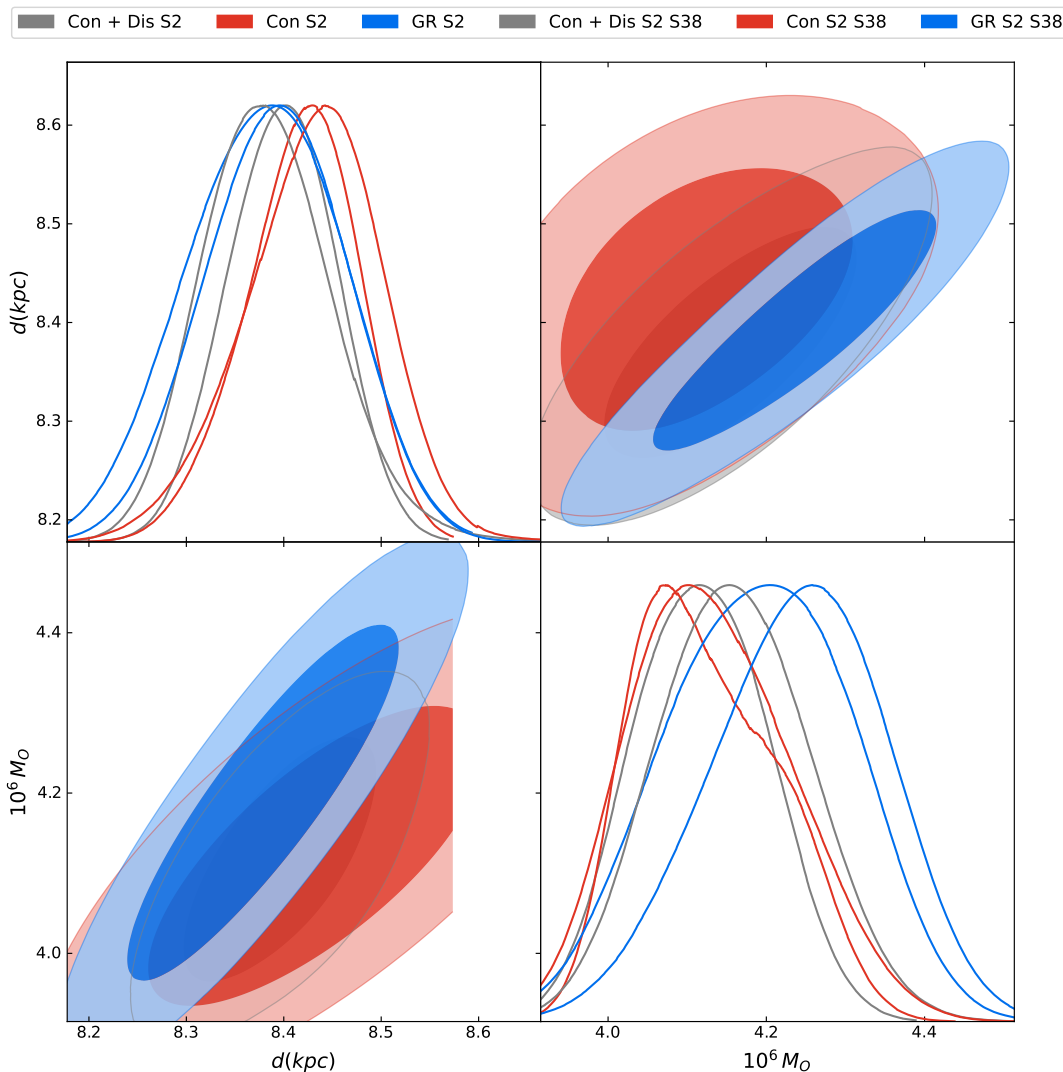 Con + Dis S2 Con S2 GR S2 Con + Dis S2 S38 Con S2 S38 GR S2 S38
8.6
8.5
8.4
8.3
8.2
d(kpc)
4.4
4.2
4.0
10^6 M_O
8.2 8.3 8.4 8.5 8.6
d(kpc)
4.0 4.2 4.4
10^6 M_O